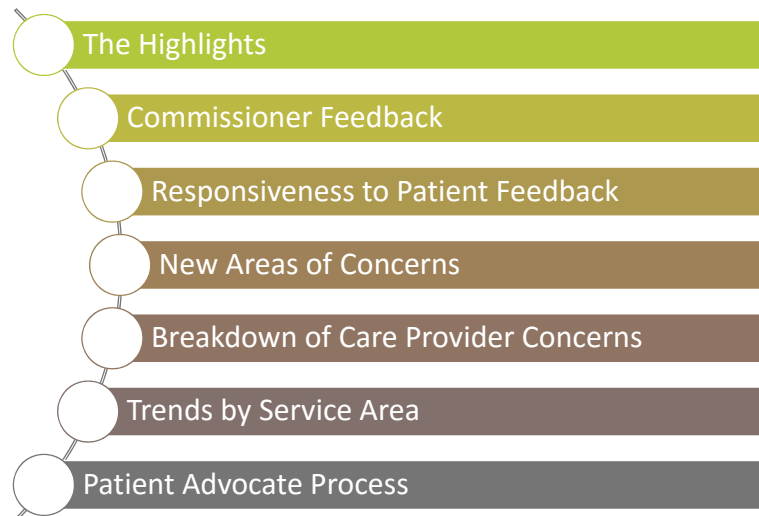 The Highlights
Commissioner Feedback
Responsiveness to Patient Feedback
New Areas of Concerns
Breakdown of Care Provider Concerns
Trends by Service Area
Patient Advocate Process